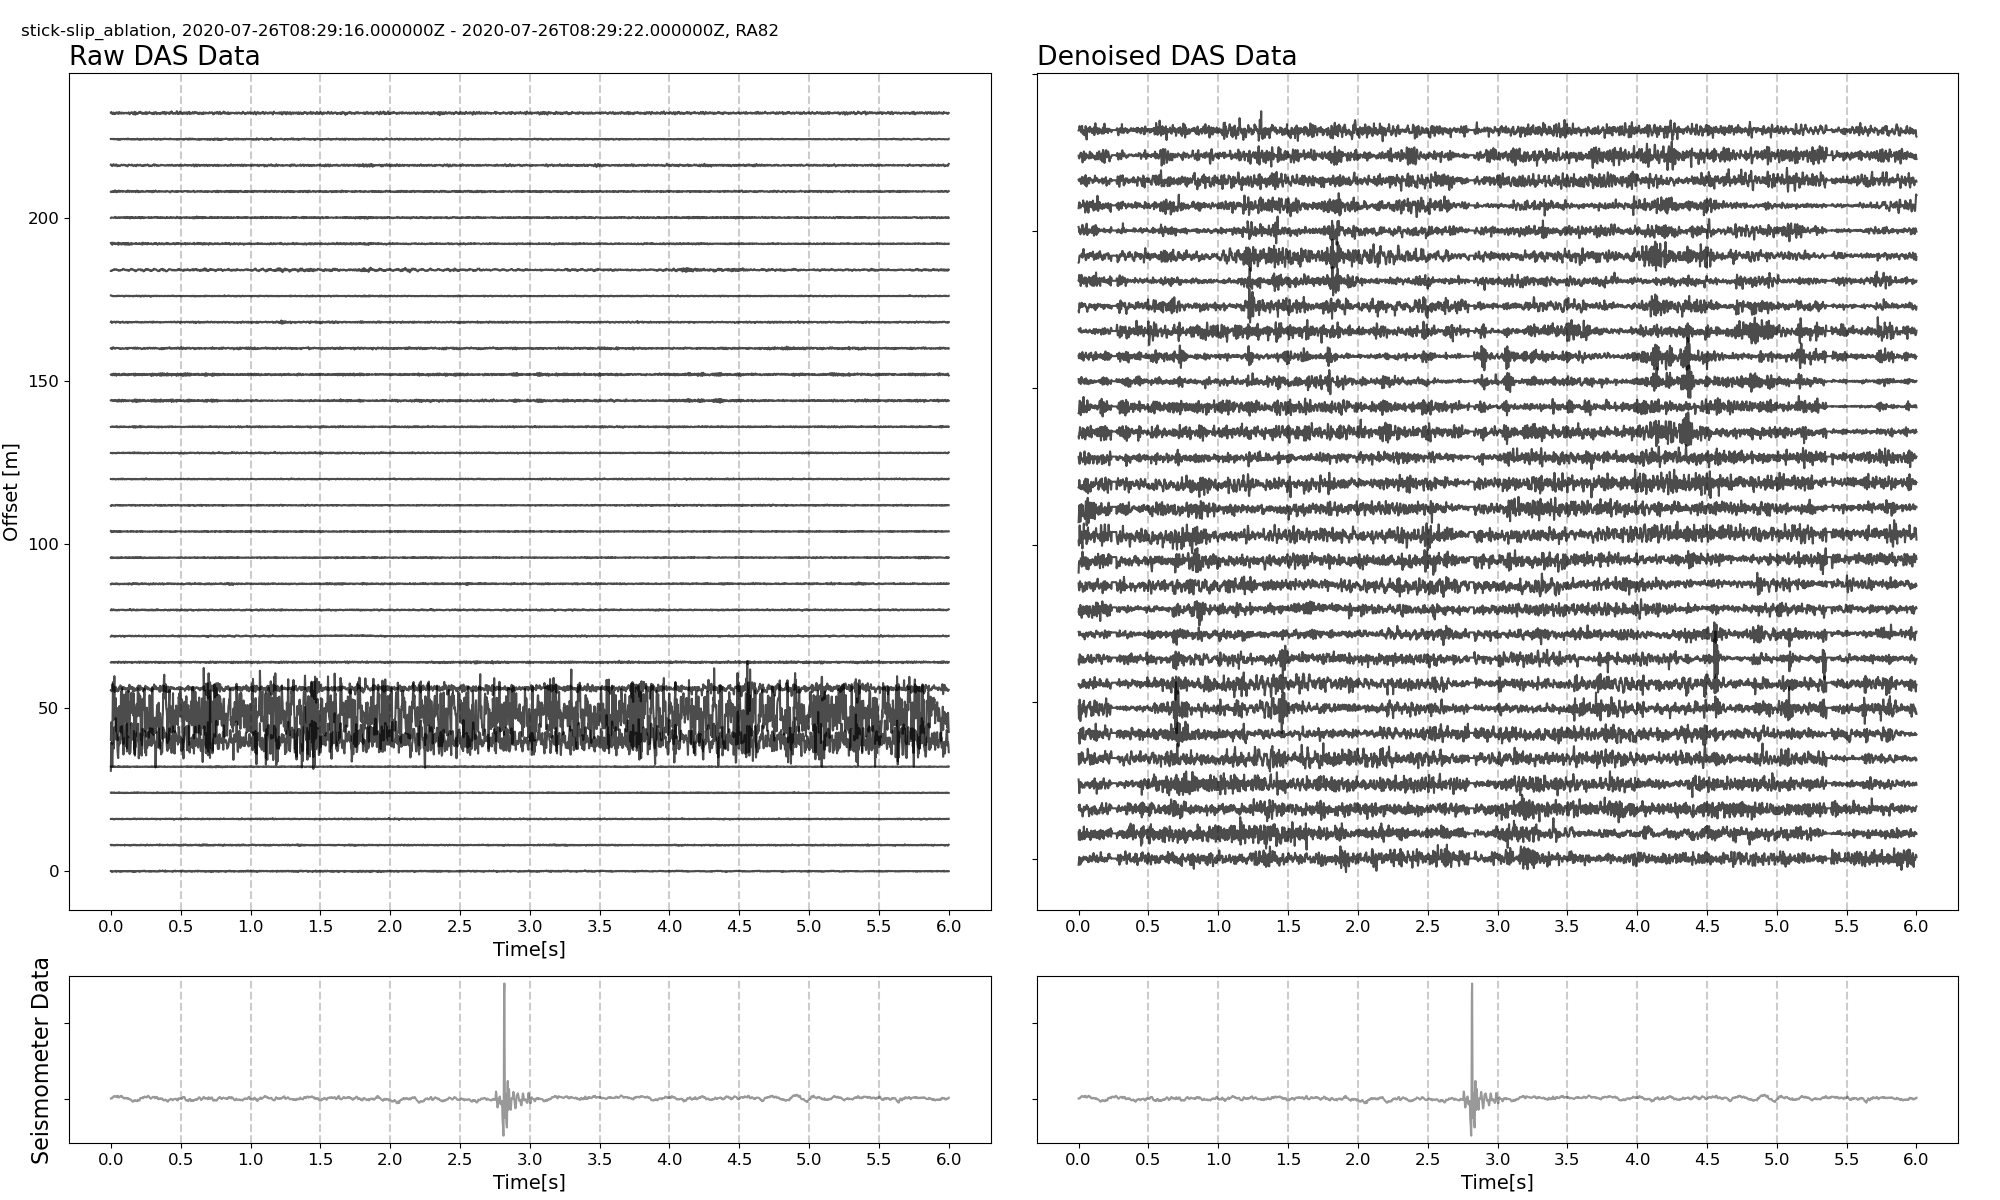 stick-slip_ablation, 2020-07-26T08:29:16.000000Z - 2020-07-26T08:29:22.000000Z, RA82
Raw DAS Data
Denoised DAS Data
Offset [m]
200
150
100
50
0
0.0 0.5 1.0 1.5 2.0 2.5 3.0 3.5 4.0 4.5 5.0 5.5 6.0
Time[s]
0.0 0.5 1.0 1.5 2.0 2.5 3.0 3.5 4.0 4.5 5.0 5.5 6.0
Seismometer Data
0.0 0.5 1.0 1.5 2.0 2.5 3.0 3.5 4.0 4.5 5.0 5.5 6.0
Time[s]
0.0 0.5 1.0 1.5 2.0 2.5 3.0 3.5 4.0 4.5 5.0 5.5 6.0
Time[s]